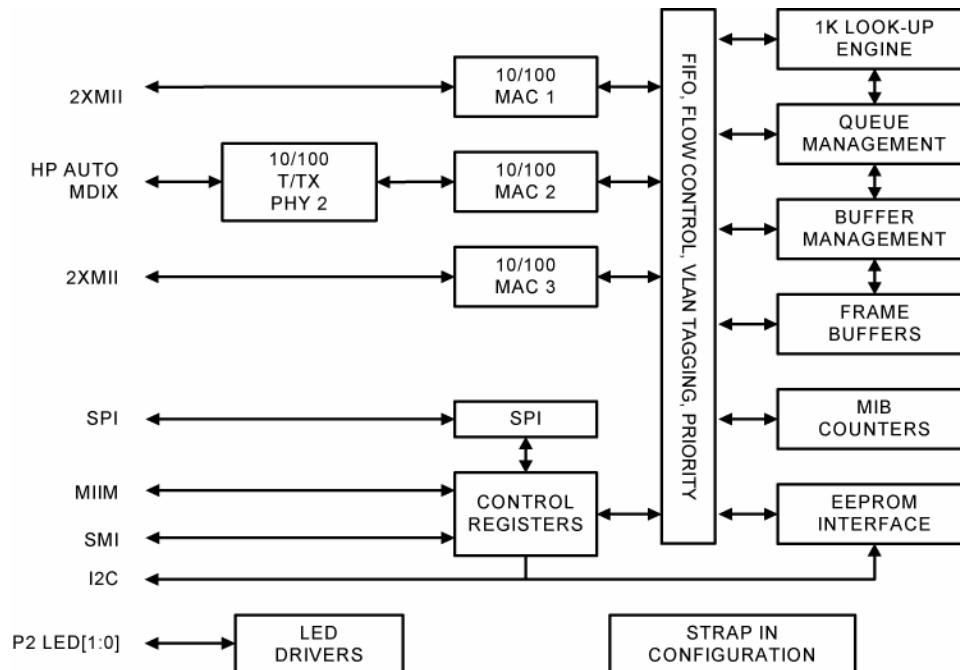 1K LOOK-UP
ENGINE
2XMII
10/100
MAC 1
QUEUE
MANAGEMENT
HP AUTO
MDIX
10/100
T/TX
PHY 2
10/100
MAC 2
BUFFER
MANAGEMENT
2XMII
10/100
MAC 3
FRAME
BUFFERS
FIFO, FLOW CONTROL, VLAN TAGGING, PRIORITY
SPI
SPI
MIB
COUNTERS
MIIM
SMI
CONTROL
REGISTERS
EEPROM
INTERFACE
I2C
P2 LED[1:0]
LED
DRIVERS
STRAP IN
CONFIGURATION